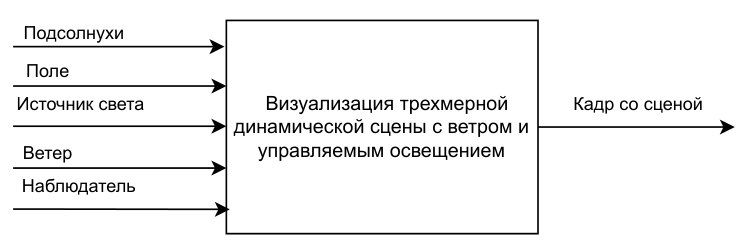 Подсолнухи
Поле
Источник света
Ветер
Наблюдатель
Визуализация трехмерной
динамической сцены с ветром и
управляемым освещением
Кадр со сценой